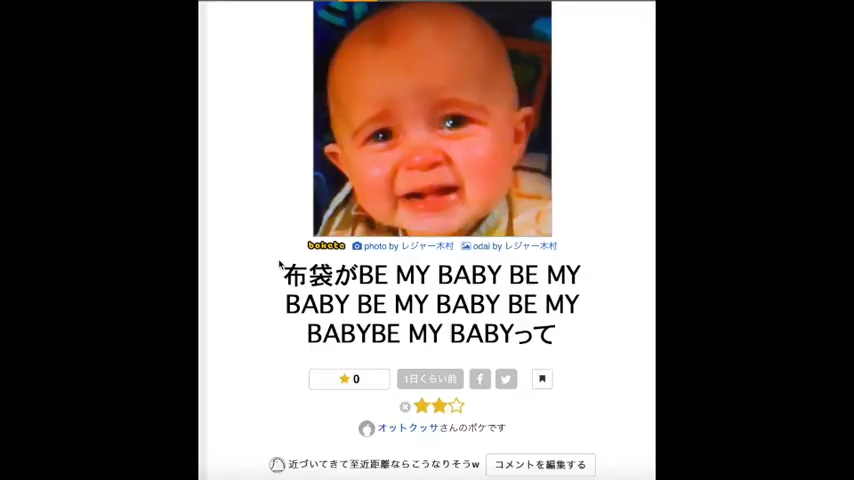 bokete photo by レジャー木村 odai by レジャー木村
布袋がBE MY BABY BE MY
BABY BE MY BABY BE MY
BABYBE MY BABYって
0 1日くらい前
オットクッサさんのボケです
近づいてきて至近距離ならこうなりそうw コメントを編集する